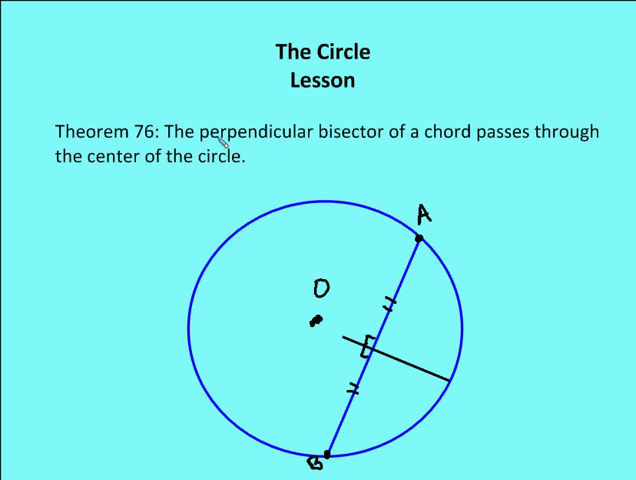 The Circle
Lesson
Theorem 76: The perpendicular bisector of a chord passes through
the center of the circle.
A
O
B